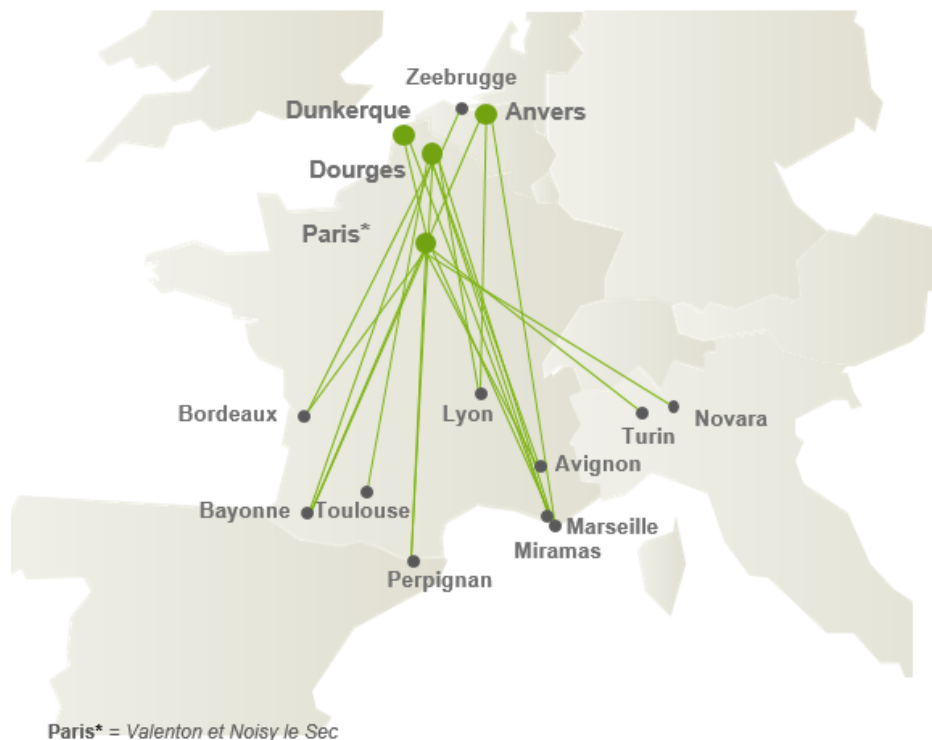 Zeebrugge
Dunkerque
Anvers
Dourges
Paris*
Bordeaux
Lyon
Novara
Turin
Avignon
Bayonne
Toulouse
Marseille
Miramas
Perpignan
Paris* = Valenton et Noisy le Sec